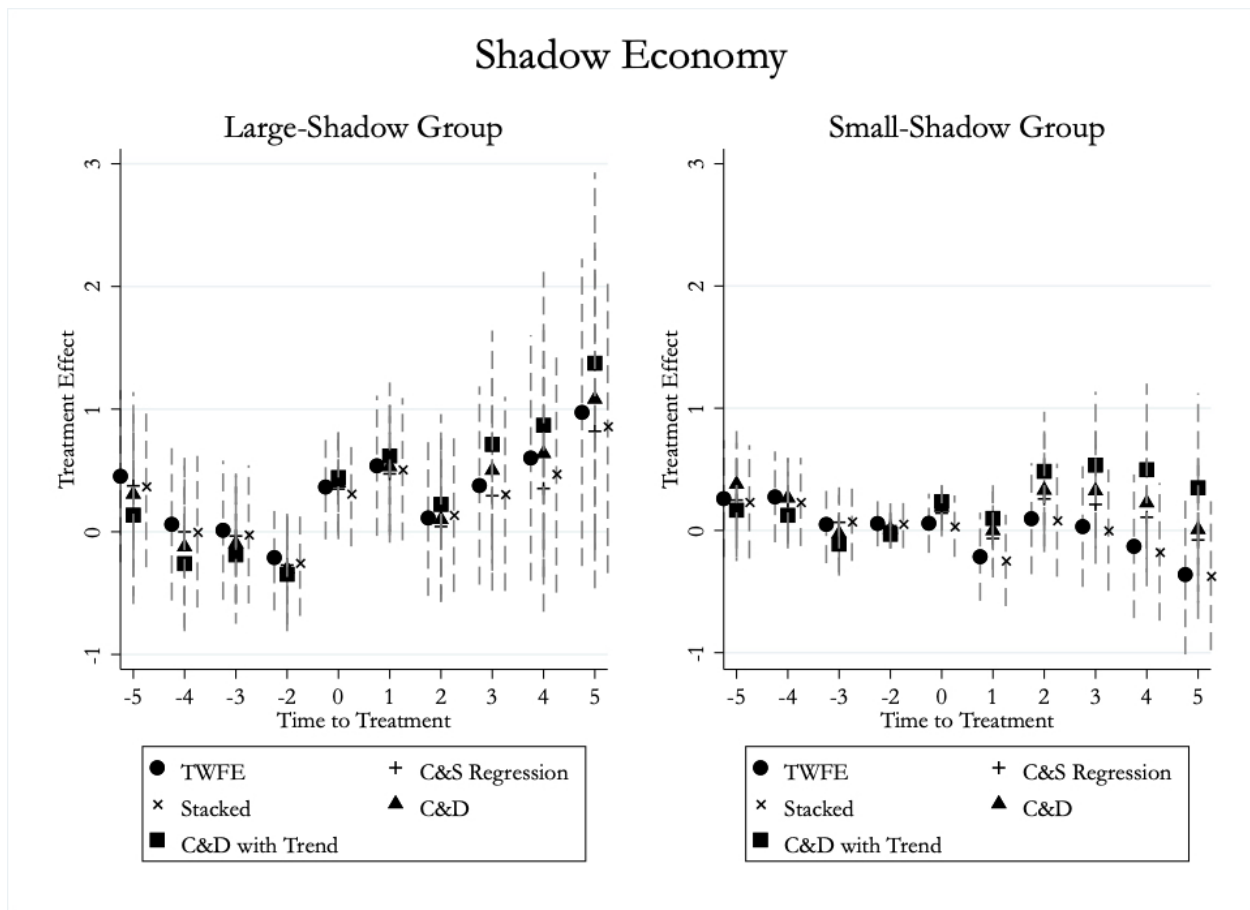 Shadow Economy
Large-Shadow Group
Treatment Effect
3
2
1
0
-1
-5 -4 -3 -2 0 1 2 3 4 5
Time to Treatment
TWFE C&S Regression
Stacked C&D
C&D with Trend
Small-Shadow Group
Treatment Effect
3
2
1
0
-1
-5 -4 -3 -2 0 1 2 3 4 5
Time to Treatment
TWFE C&S Regression
Stacked C&D
C&D with Trend